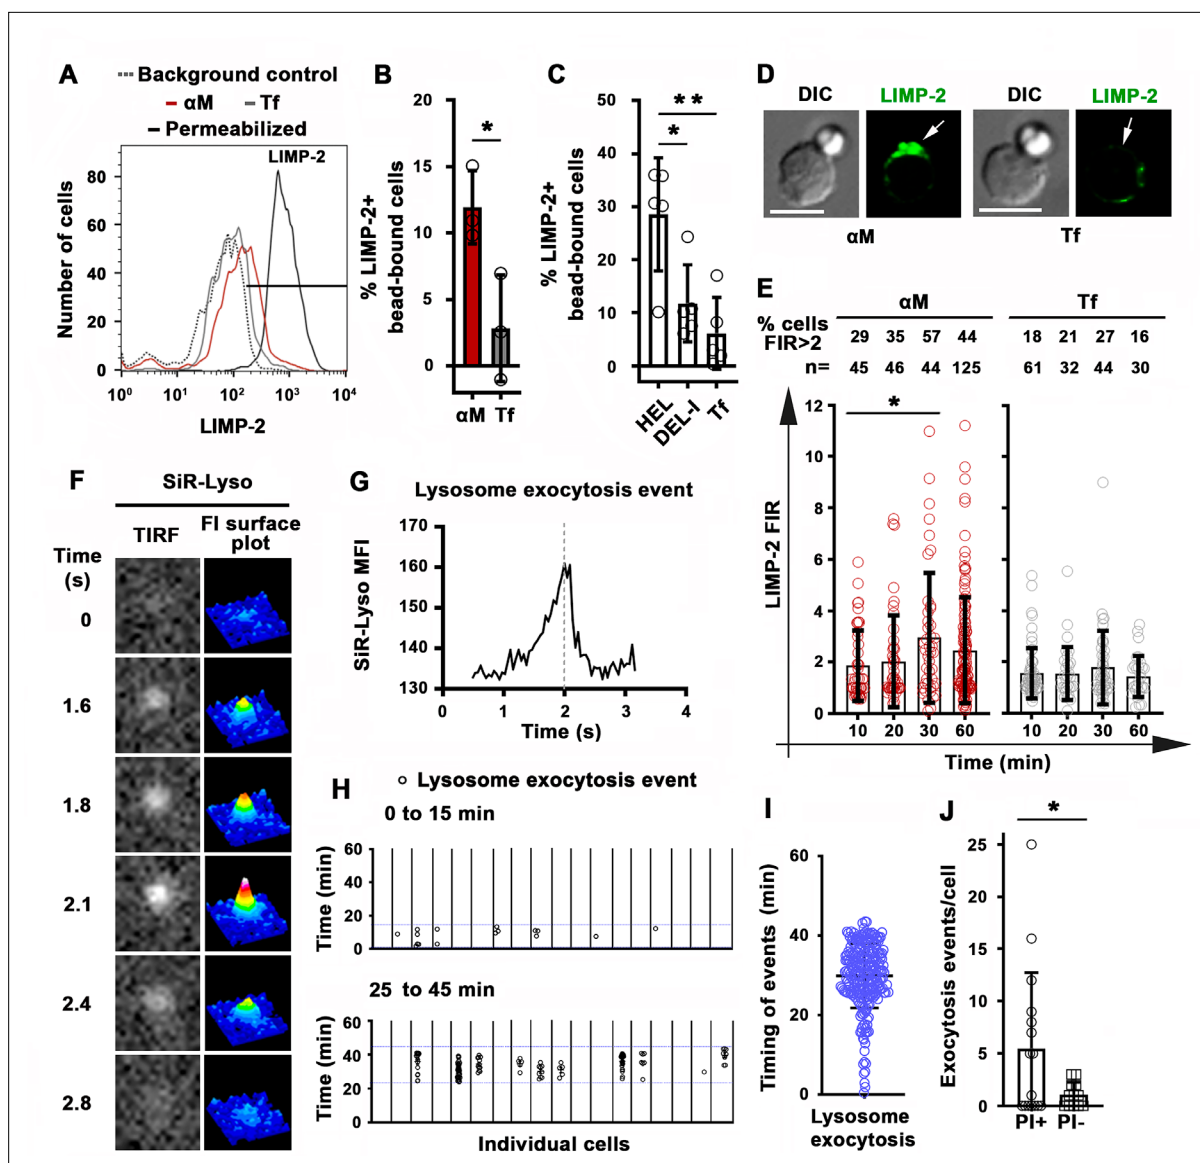 A
Background control
αM Tf
Permeabilized
LIMP-2
Number of cells
80
60
40
20
0
10⁰ 10¹ 10² 10³ 10⁴
LIMP-2
B
% LIMP-2+
bead-bound cells
20
15
10
5
0
*
αM Tf
C
% LIMP-2+
bead-bound cells
50
40
30
20
10
0
* *
*
HEL DEL-I Tf
D
DIC LIMP-2 DIC LIMP-2
αM Tf
E
αM Tf
% cells
FIR>2
29 35 57 44 18 21 27 16
n= 45 46 44 125 61 32 44 30
LIMP-2 FIR
12
10
8
6
4
2
0
*
10 20 30 60 10 20 30 60
Time (min)
F
SiR-Lyso
TIRF FI surface
plot
Time
(s)
0
1.6
1.8
2.1
2.4
2.8
G
Lysosome exocytosis event
SiR-Lyso MFI
170
160
150
140
130
0 1 2 3 4
Time (s)
H
Lysosome exocytosis event
0 to 15 min
Time (min)
60
40
20
0
25 to 45 min
Time (min)
60
40
20
0
Individual cells
I
Timing of events (min)
60
40
20
0
Lysosome
exocytosis
J
Exocytosis events/cell
25
20
15
10
5
0
*
PI+ PI-